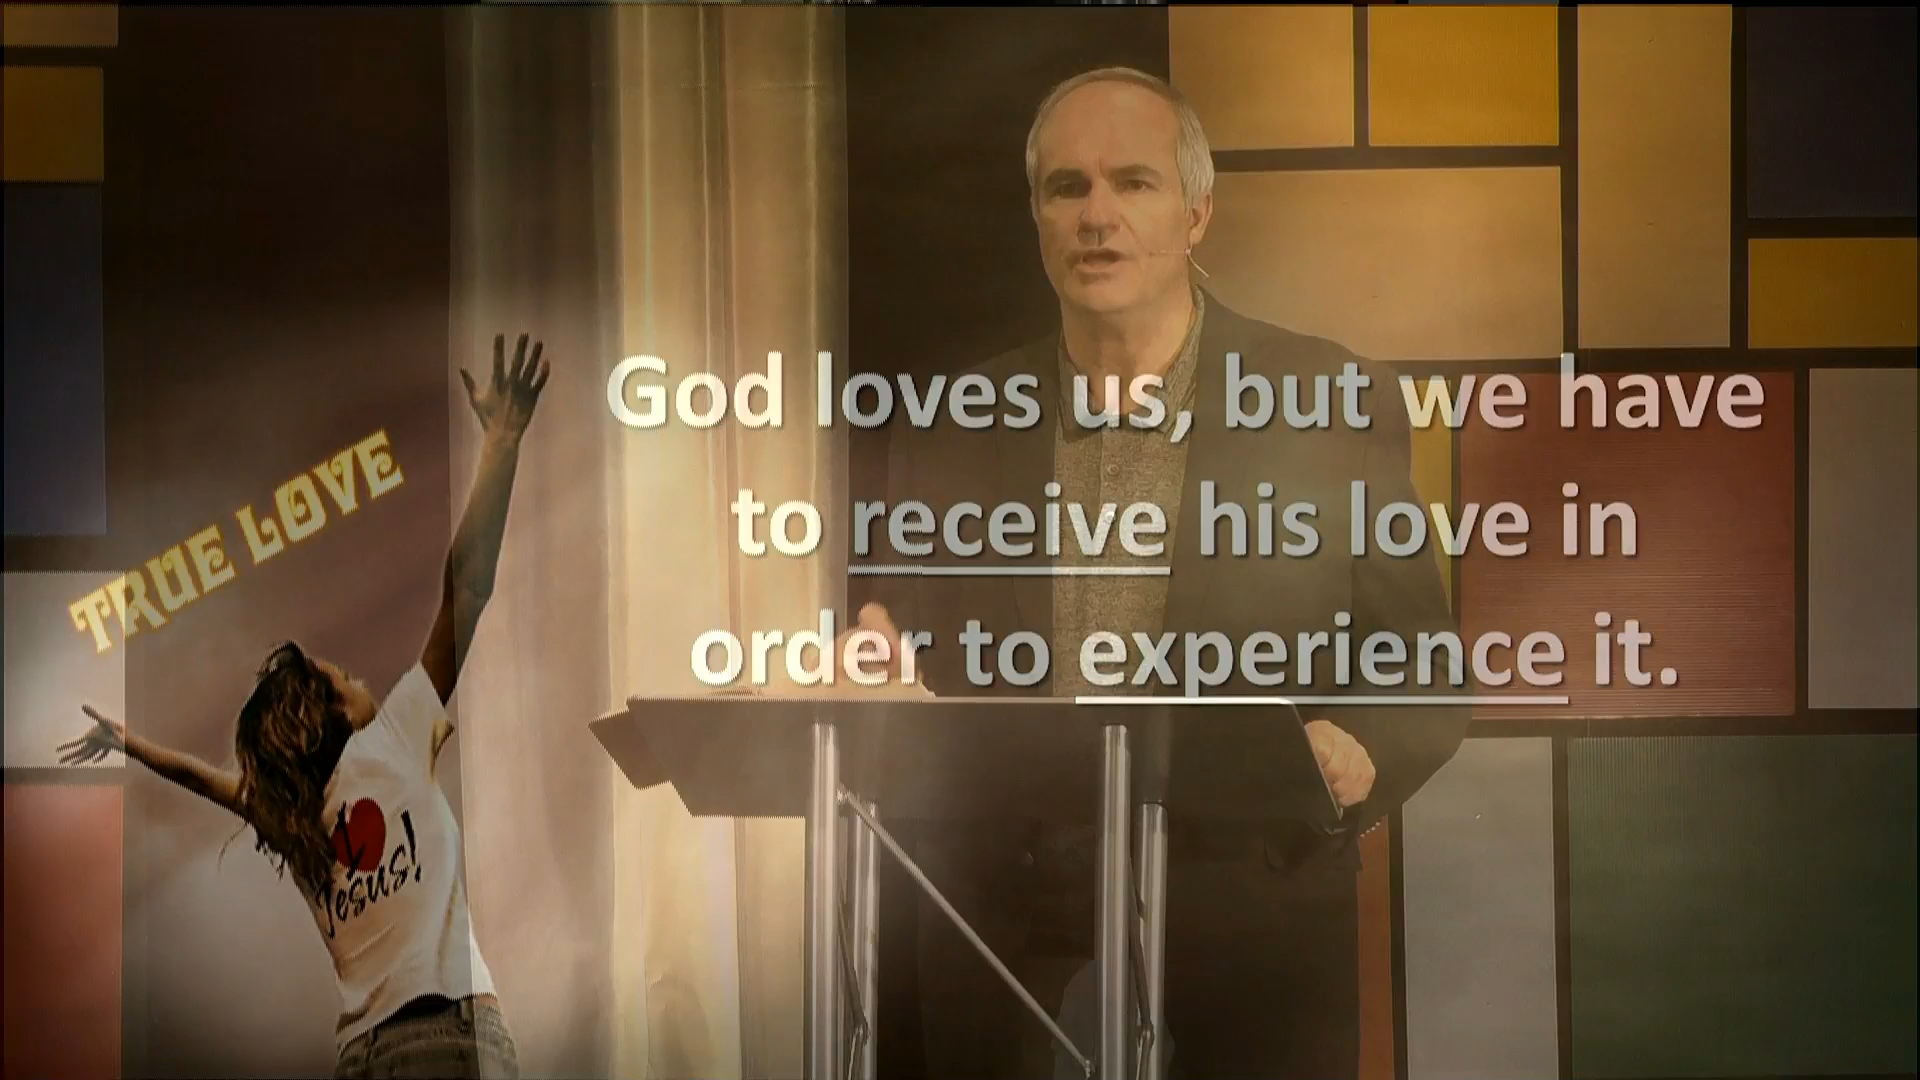 God loves us, but we have
to receive his love in
order to experience it.
TRUE LOVE
I
Jesus!